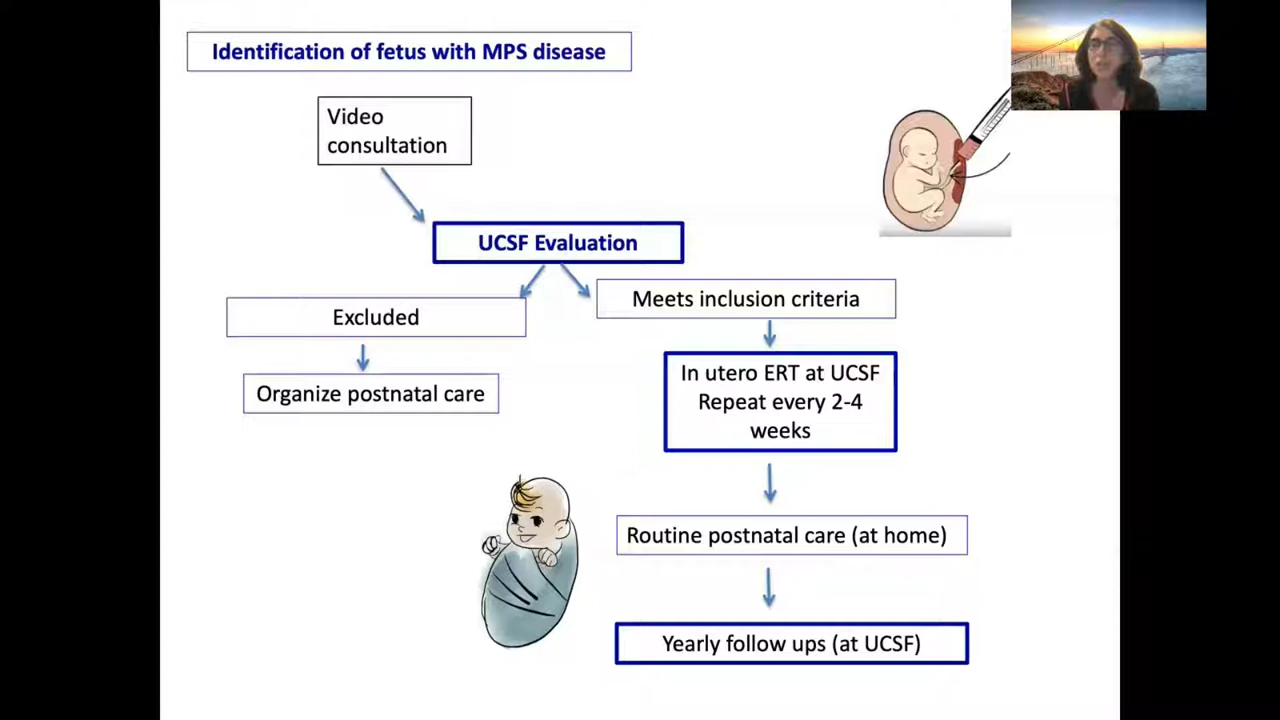 Identification of fetus with MPS disease
Video
consultation
UCSF Evaluation
Excluded
Meets inclusion criteria
Organize postnatal care
In utero ERT at UCSF
Repeat every 2-4
weeks
Routine postnatal care (at home)
Yearly follow ups (at UCSF)